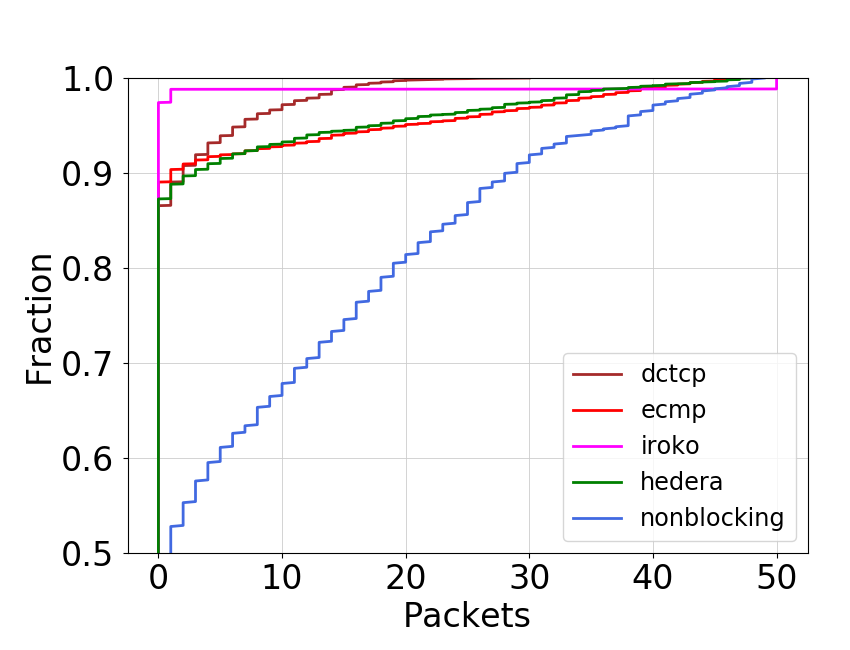 1.0
0.9
0.8
0.7
0.6
0.5
Fraction
dctcp
ecmp
iroko
hedera
nonblocking
0 10 20 30 40 50
Packets